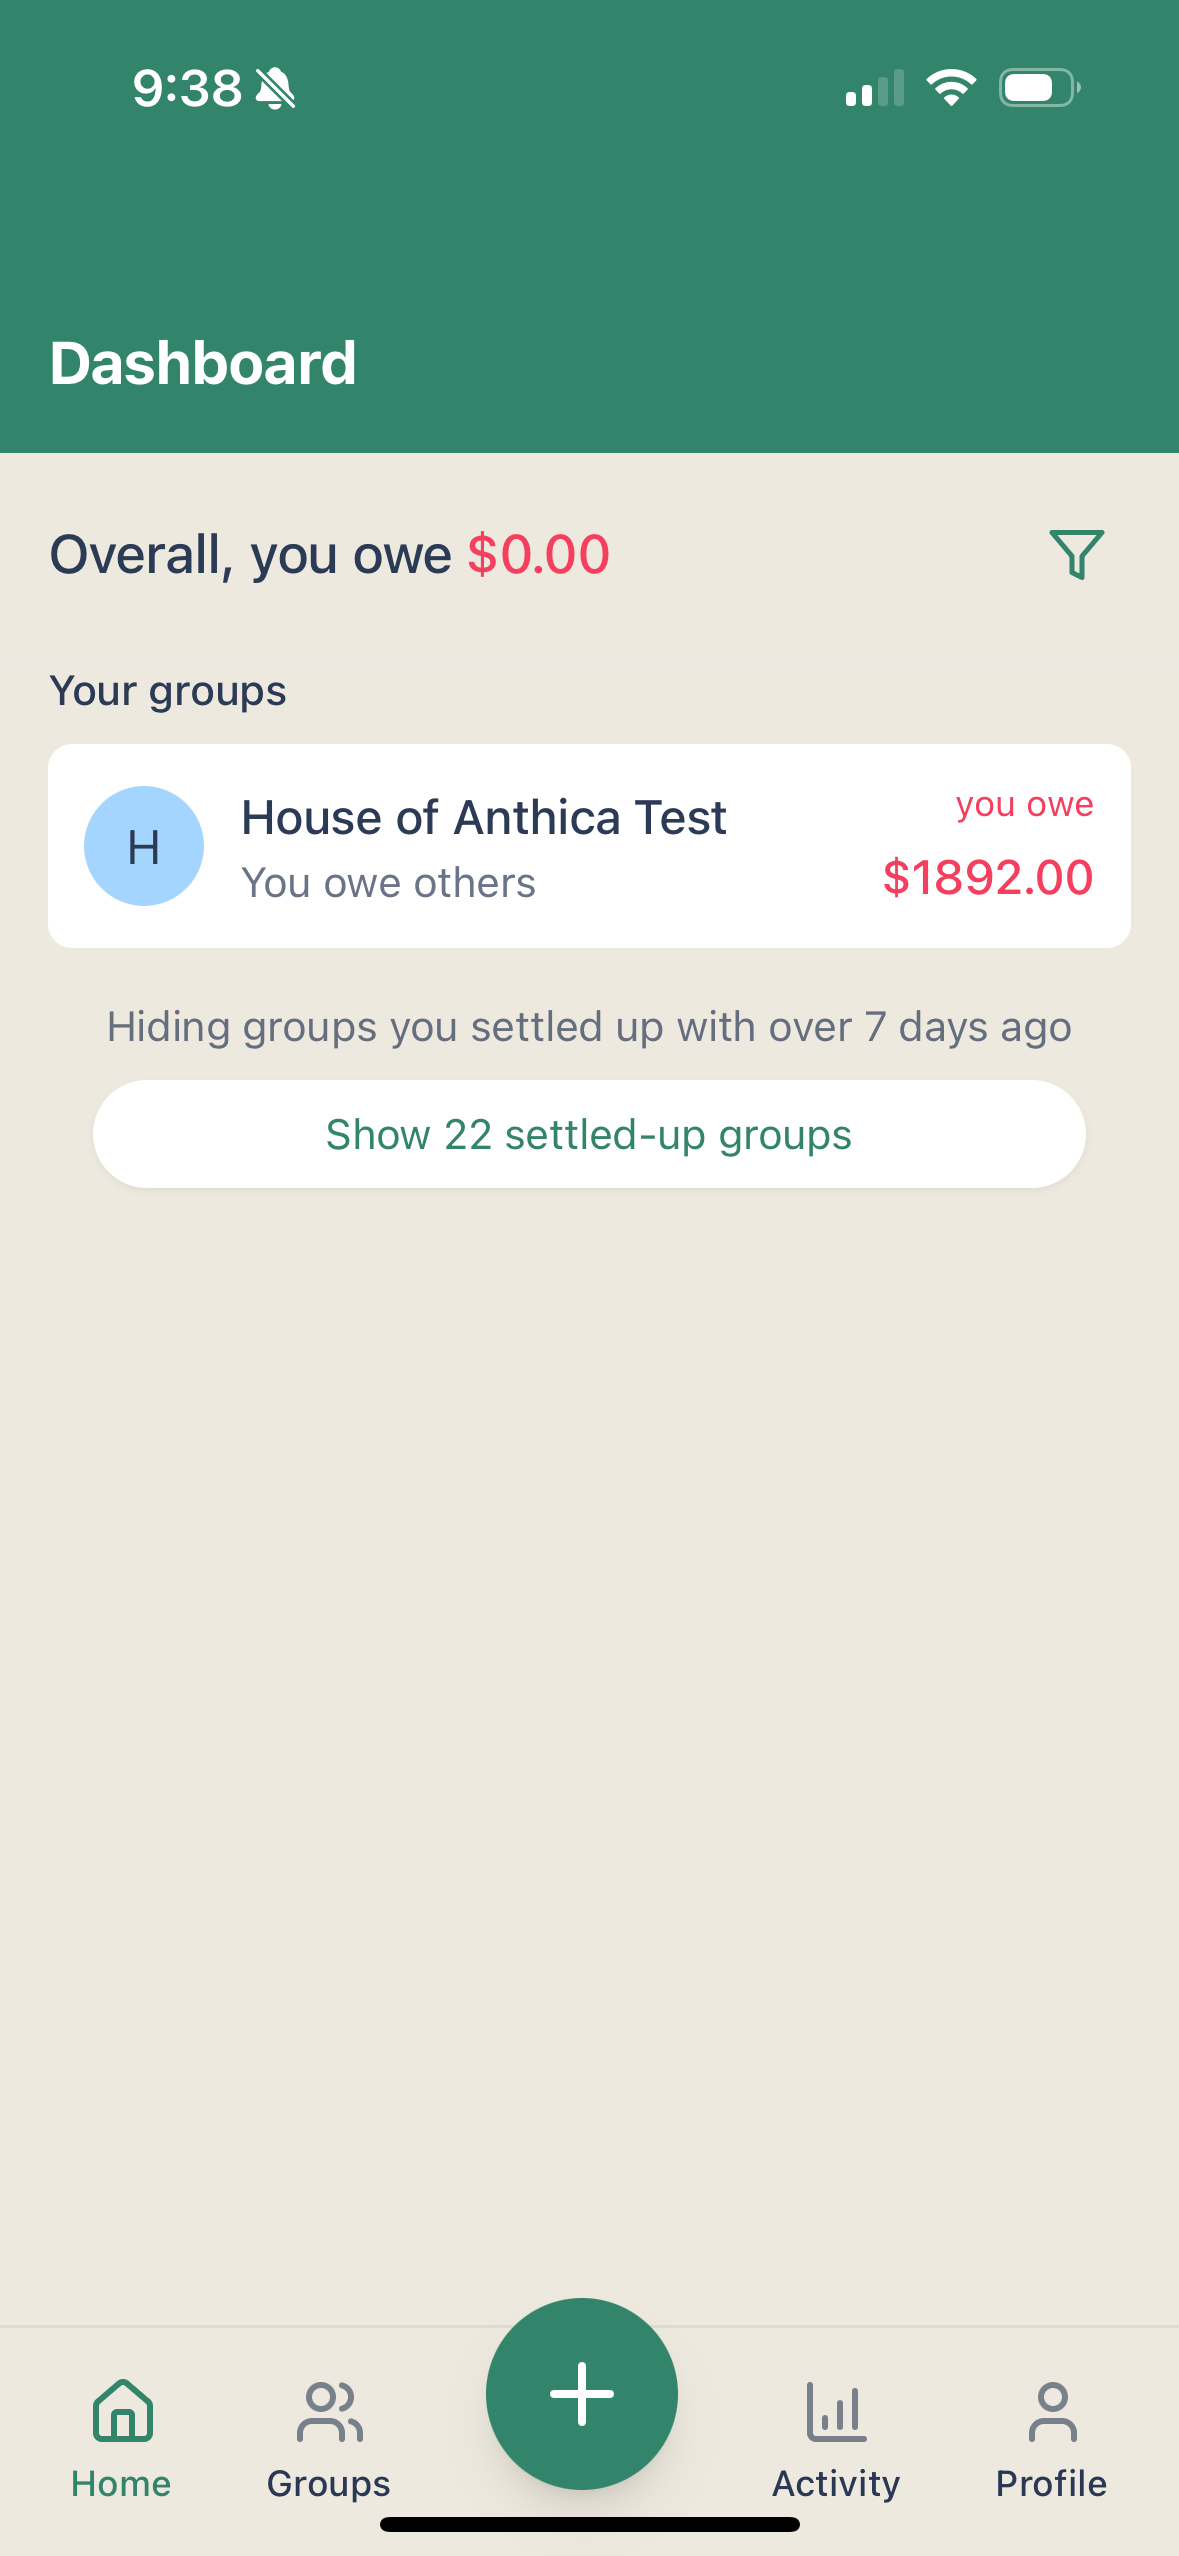 9:38
Dashboard
Overall, you owe $0.00
Your groups
H
House of Anthica Test
You owe others
you owe
$1892.00
Hiding groups you settled up with over 7 days ago
Show 22 settled-up groups
Home
Groups
Activity
Profile